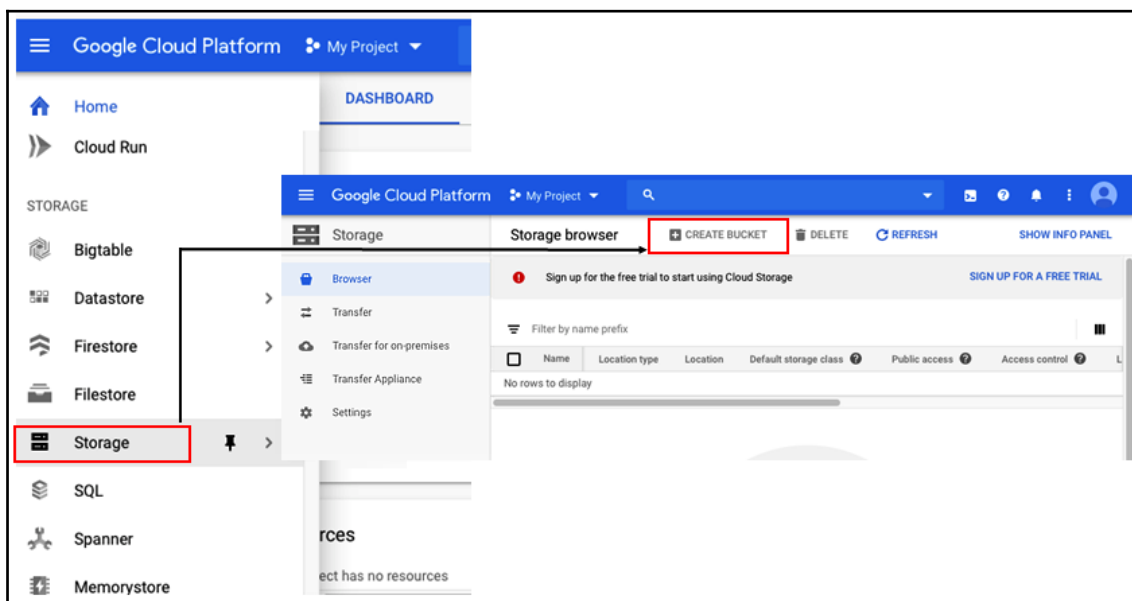 Google Cloud Platform My Project
Home
DASHBOARD
Cloud Run
STORAGE
Bigtable
Datastore
Firestore
Filestore
Storage
SQL
Spanner
Memorystore
rces
ect has no resources
Google Cloud Platform My Project
Storage
Storage browser CREATE BUCKET DELETE REFRESH SHOW INFO PANEL
Browser
Transfer
Transfer for on-premises
Transfer Appliance
Settings
Sign up for the free trial to start using Cloud Storage SIGN UP FOR A FREE TRIAL
Filter by name prefix
Name Location type Location Default storage class Public access Access control L
No rows to display